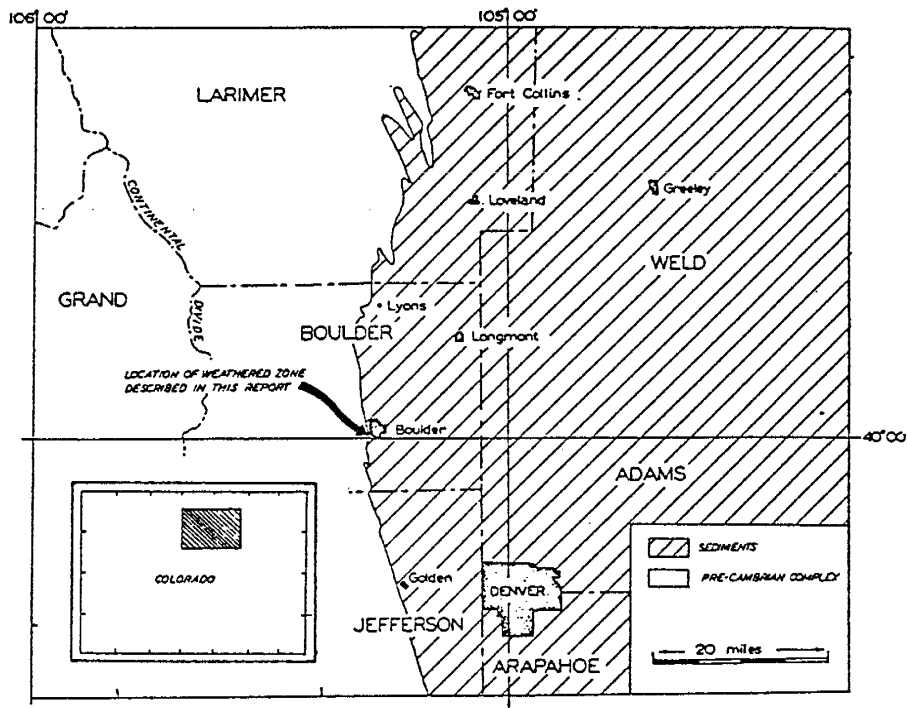 106°00'
105°00'
LARIMER
Fort Collins
Greeley
Loveland
CONTINENTAL
DIVIDE
WELD
GRAND
Lyons
BOULDER
Longmont
LOCATION OF WEATHERED ZONE
DESCRIBED IN THIS REPORT
Boulder
40°00'
ADAMS
COLORADO
SEDIMENTS
PRE-CAMBRIAN COMPLEX
Golden
DENVER
JEFFERSON
20 miles
ARAPAHOE